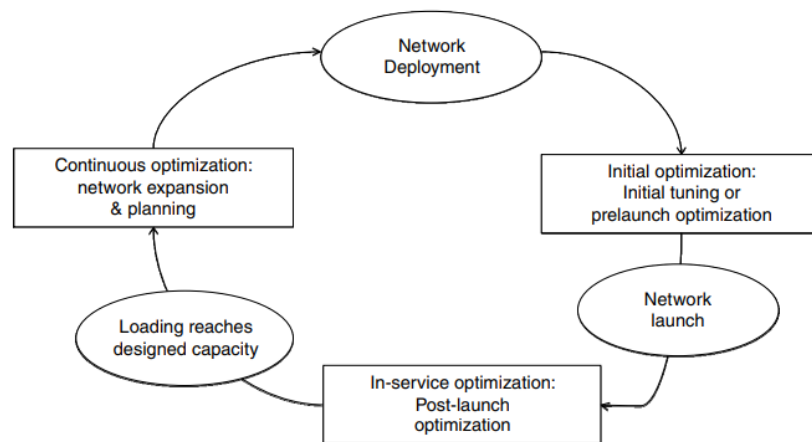 Network
Deployment
Initial optimization:
Initial tuning or
prelaunch optimization
Network
launch
In-service optimization:
Post-launch
optimization
Loading reaches
designed capacity
Continuous optimization:
network expansion
& planning